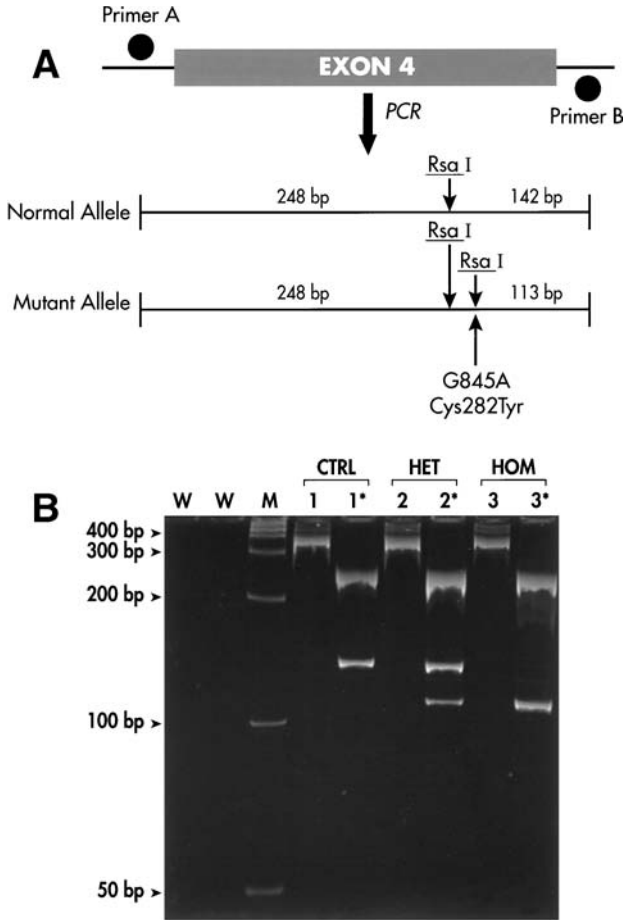 Primer A
A
EXON 4
PCR
Primer B
Rsa I
Normal Allele
248 bp
142 bp
Rsa I
Rsa I
Mutant Allele
248 bp
113 bp
G845A
Cys282Tyr
B
CTRL HET HOM
W W M 1 1* 2 2* 3 3*
400 bp
300 bp
200 bp
100 bp
50 bp